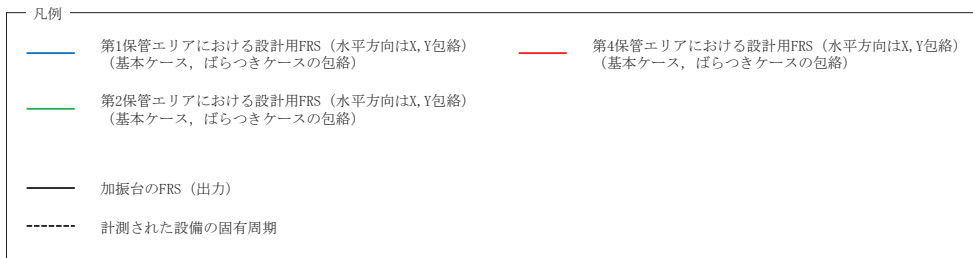 凡例
第1保管エリアにおける設計用FRS（水平方向はX,Y包絡）
（基本ケース，ばらつきケースの包絡）
第4保管エリアにおける設計用FRS（水平方向はX,Y包絡）
（基本ケース，ばらつきケースの包絡）
第2保管エリアにおける設計用FRS（水平方向はX,Y包絡）
（基本ケース，ばらつきケースの包絡）
加振台のFRS（出力）
計測された設備の固有周期